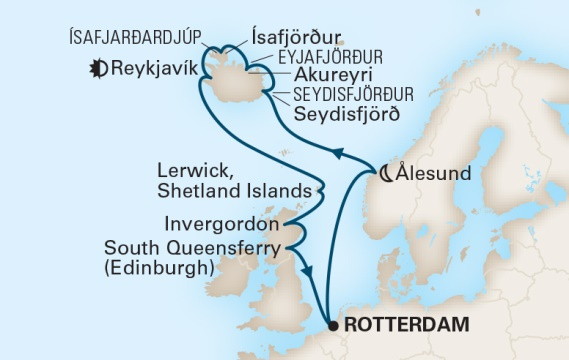 ÍSAFJARÐARDJÚP
Ísafjörður
EYJAFJÖRÐUR
Reykjavík
Akureyri
SEYDISFJÖRÐUR
Seydisfjörð
Ålesund
Lerwick,
Shetland Islands
Invergordon
South Queensferry
(Edinburgh)
ROTTERDAM